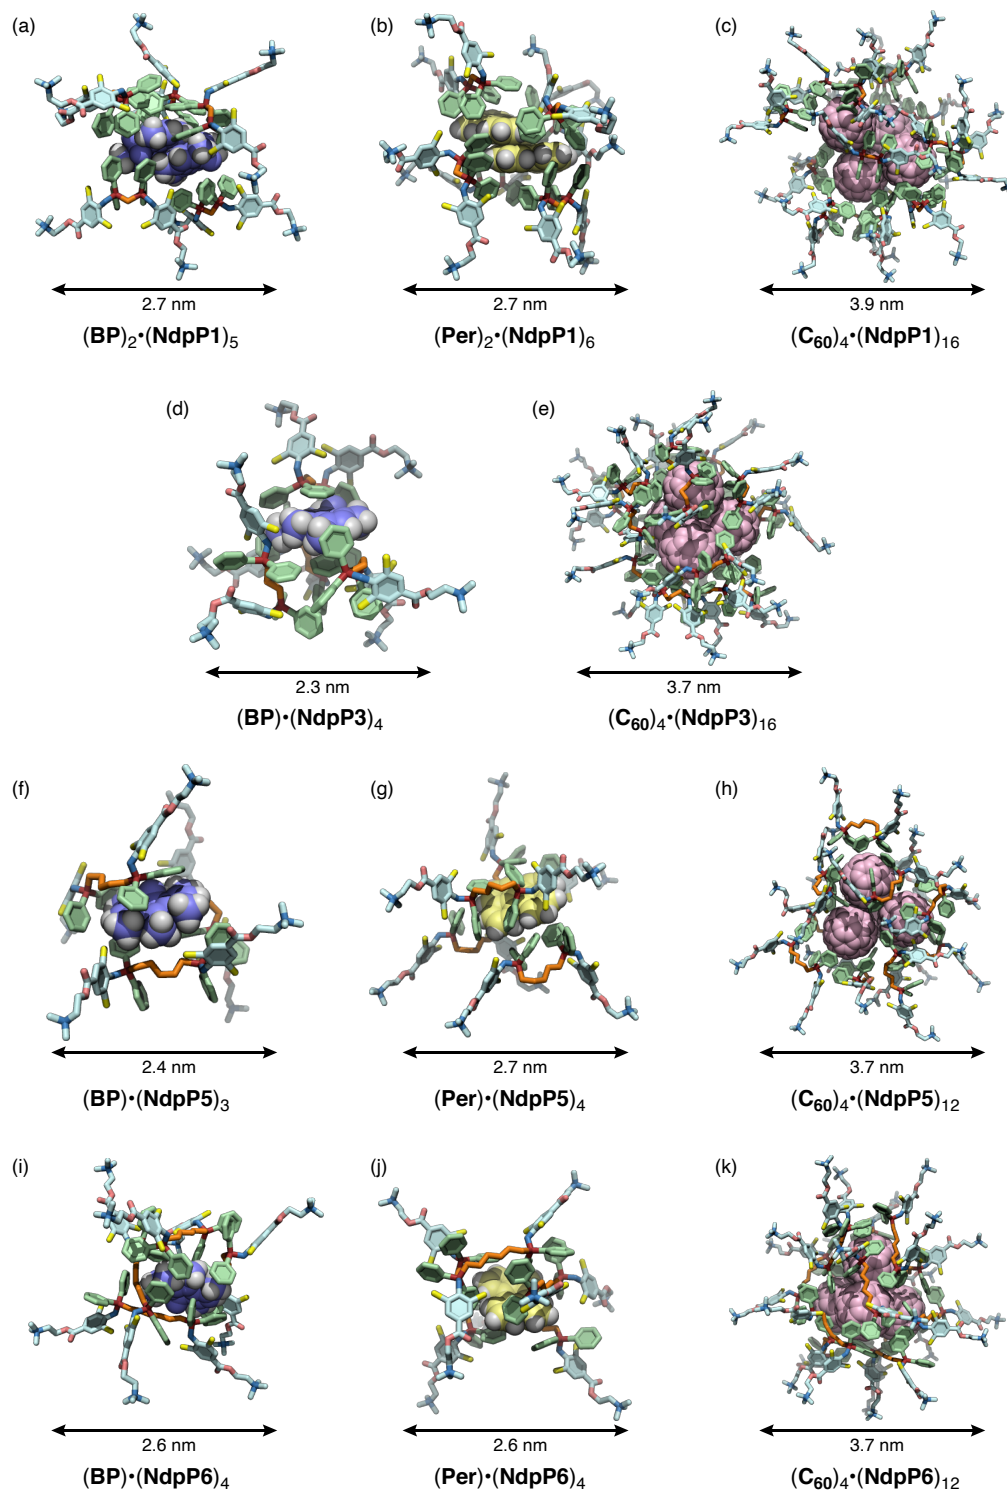 (a) (b) (c)
2.7 nm 2.7 nm 3.9 nm
(BP)₂•(NdpP1)₅ (Per)₂•(NdpP1)₆ (C₆₀)₄•(NdpP1)₁₆
(d) (e)
2.3 nm 3.7 nm
(BP)•(NdpP3)₄ (C₆₀)₄•(NdpP3)₁₆
(f) (g) (h)
2.4 nm 2.7 nm 3.7 nm
(BP)•(NdpP5)₃ (Per)•(NdpP5)₄ (C₆₀)₄•(NdpP5)₁₂
(i) (j) (k)
2.6 nm 2.6 nm 3.7 nm
(BP)•(NdpP6)₄ (Per)•(NdpP6)₄ (C₆₀)₄•(NdpP6)₁₂